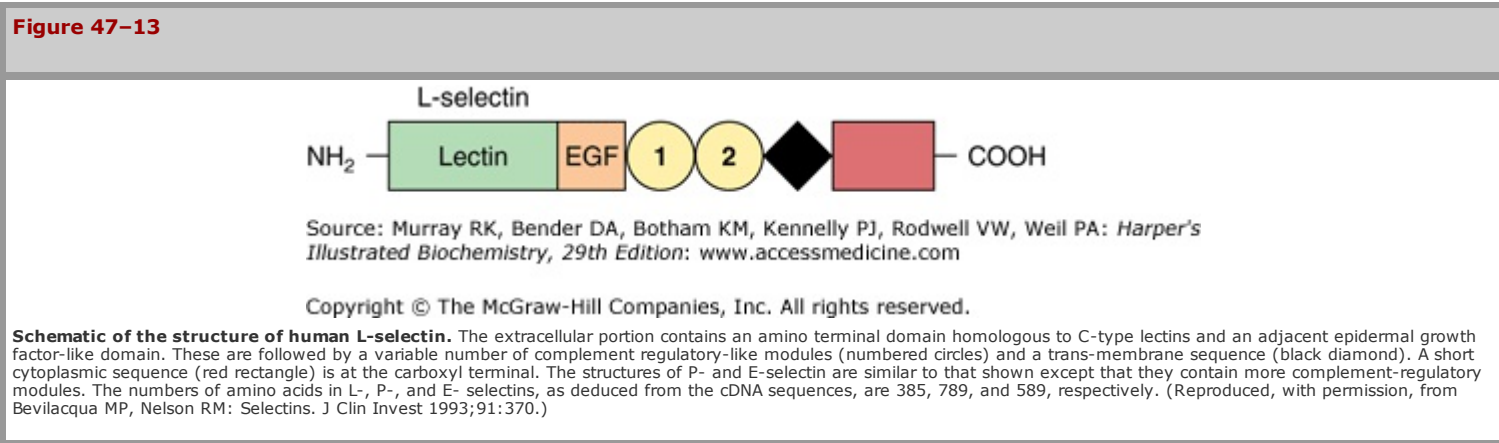 Figure 47–13
L-selectin
NH₂ Lectin EGF 1 2 COOH
Source: Murray RK, Bender DA, Botham KM, Kennelly PJ, Rodwell VW, Weil PA: Harper's
Illustrated Biochemistry, 29th Edition: www.accessmedicine.com
Copyright © The McGraw-Hill Companies, Inc. All rights reserved.
Schematic of the structure of human L-selectin. The extracellular portion contains an amino terminal domain homologous to C-type lectins and an adjacent epidermal growth
factor-like domain. These are followed by a variable number of complement regulatory-like modules (numbered circles) and a trans-membrane sequence (black diamond). A short
cytoplasmic sequence (red rectangle) is at the carboxyl terminal. The structures of P- and E-selectin are similar to that shown except that they contain more complement-regulatory
modules. The numbers of amino acids in L-, P-, and E- selectins, as deduced from the cDNA sequences, are 385, 789, and 589, respectively. (Reproduced, with permission, from
Bevilacqua MP, Nelson RM: Selectins. J Clin Invest 1993;91:370.)